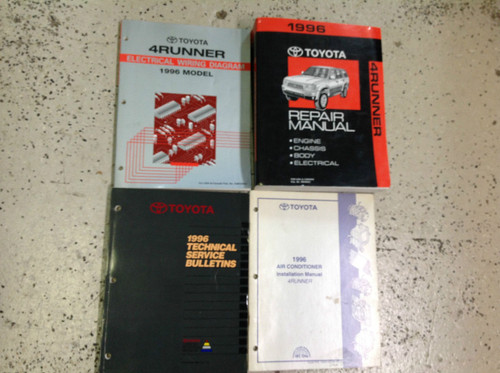 TOYOTA
4RUNNER
ELECTRICAL WIRING DIAGRAM
1996 MODEL
1996
TOYOTA
REPAIR
MANUAL
• ENGINE
• CHASSIS
• BODY
• ELECTRICAL
4RUNNER
TOYOTA
1996
TECHNICAL
SERVICE
BULLETINS
TOYOTA
1996
AIR CONDITIONER
Installation Manual
4RUNNER